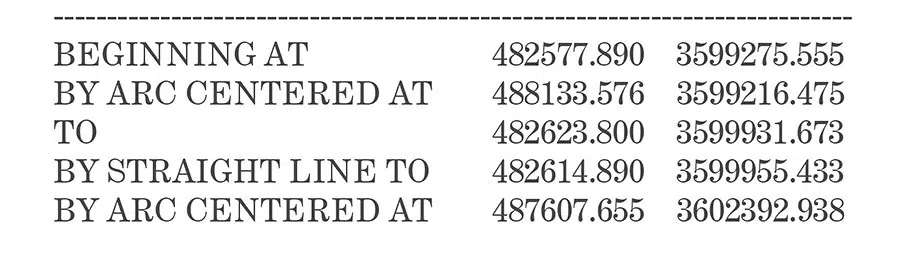 BEGINNING AT 482577.890 3599275.555
BY ARC CENTERED AT 488133.576 3599216.475
TO 482623.800 3599931.673
BY STRAIGHT LINE TO 482614.890 3599955.433
BY ARC CENTERED AT 487607.655 3602392.938